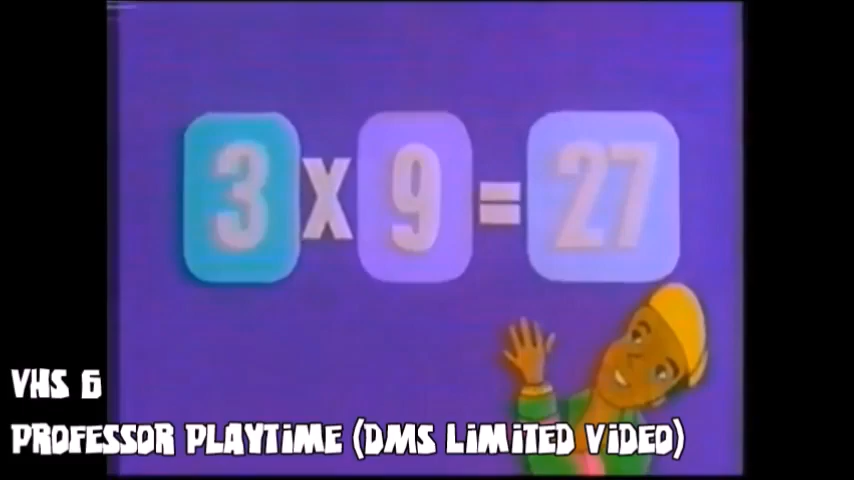 3 X 9 = 27
VHS 6
PROFESSOR PLAYTIME (DMS LIMITED VIDEO)